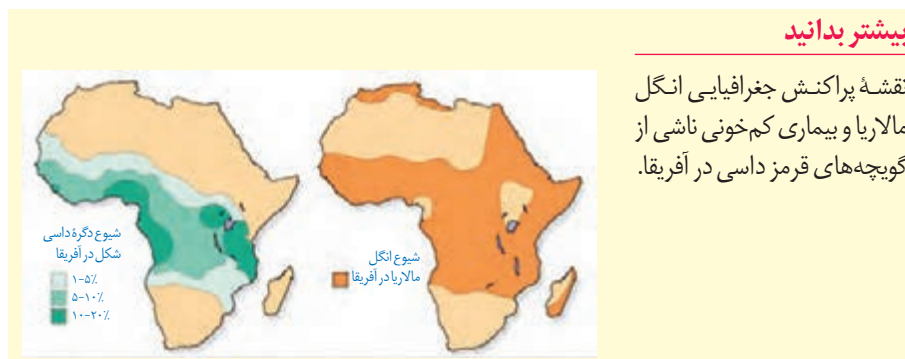 بیشتر بدانید
نقشهٔ پراکنش جغرافیایی انگل
مالاریا و بیماری کم‌خونی ناشی از
گویچه‌های قرمز داسی در آفریقا.
شیوع دگرهٔ داسی
شکل در آفریقا
۱-۵٪
۵-۱۰٪
۱۰-۲۰٪
شیوع انگل
مالاریا در آفریقا